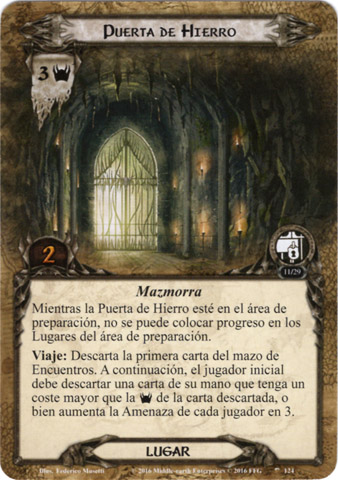 Puerta de Hierro
3
2
11/29
Mazmorra
Mientras la Puerta de Hierro esté en el área de
preparación, no se puede colocar progreso en los
Lugares del área de preparación.
Viaje: Descarta la primera carta del mazo de
Encuentros. A continuación, el jugador inicial
debe descartar una carta de su mano que tenga un
coste mayor que la de la carta descartada, o
bien aumenta la Amenaza de cada jugador en 3.
LUGAR
Ilus. Federico Musetti © 2016 Middle-earth Enterprises © 2016 FFG 124